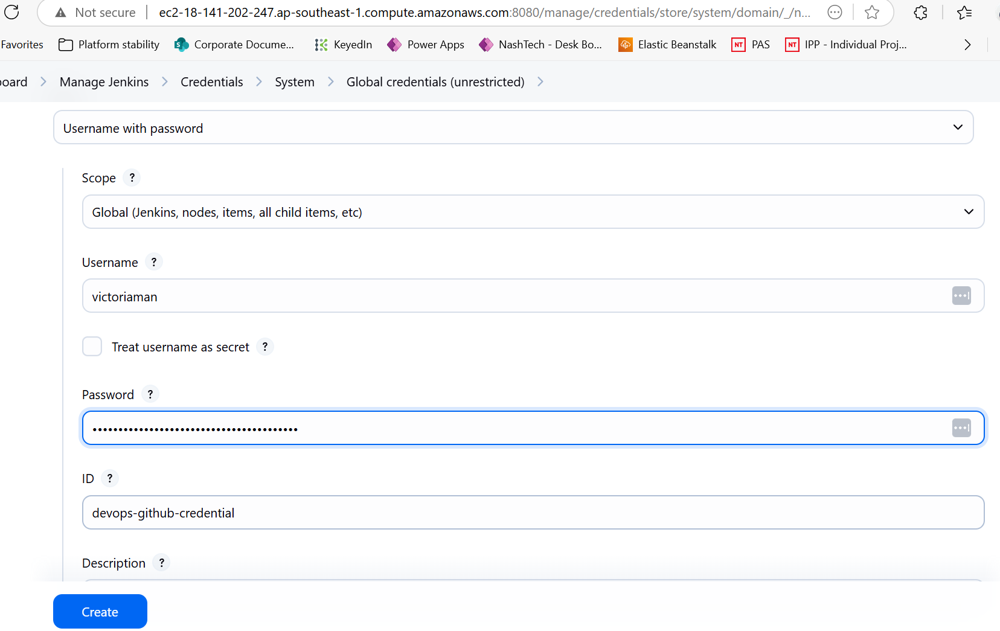 Not secure ec2-18-141-202-247.ap-southeast-1.compute.amazonaws.com:8080/manage/credentials/store/system/domain/_/n...
Favorites Platform stability Corporate Docume... KeyedIn Power Apps NashTech - Desk Bo... Elastic Beanstalk NT PAS NT IPP - Individual Proj...
board Manage Jenkins Credentials System Global credentials (unrestricted)
Username with password
Scope ?
Global (Jenkins, nodes, items, all child items, etc)
Username ?
victoriaman
Treat username as secret ?
Password ?
••••••••••••••••••••••••••••••••••••••••
ID ?
devops-github-credential
Description ?
Create